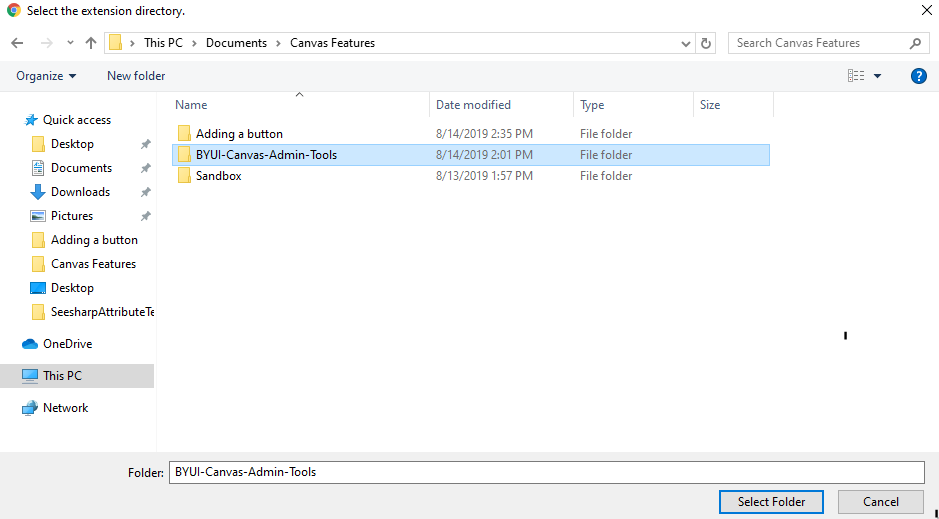 Select the extension directory.
This PC > Documents > Canvas Features
Search Canvas Features
Organize
New folder
Name Date modified Type Size
Adding a button 8/14/2019 2:35 PM File folder
BYUI-Canvas-Admin-Tools 8/14/2019 2:01 PM File folder
Sandbox 8/13/2019 1:57 PM File folder
Quick access
Desktop
Documents
Downloads
Pictures
Adding a button
Canvas Features
Desktop
SeesharpAttributeTe
OneDrive
This PC
Network
Folder: BYUI-Canvas-Admin-Tools
Select Folder
Cancel